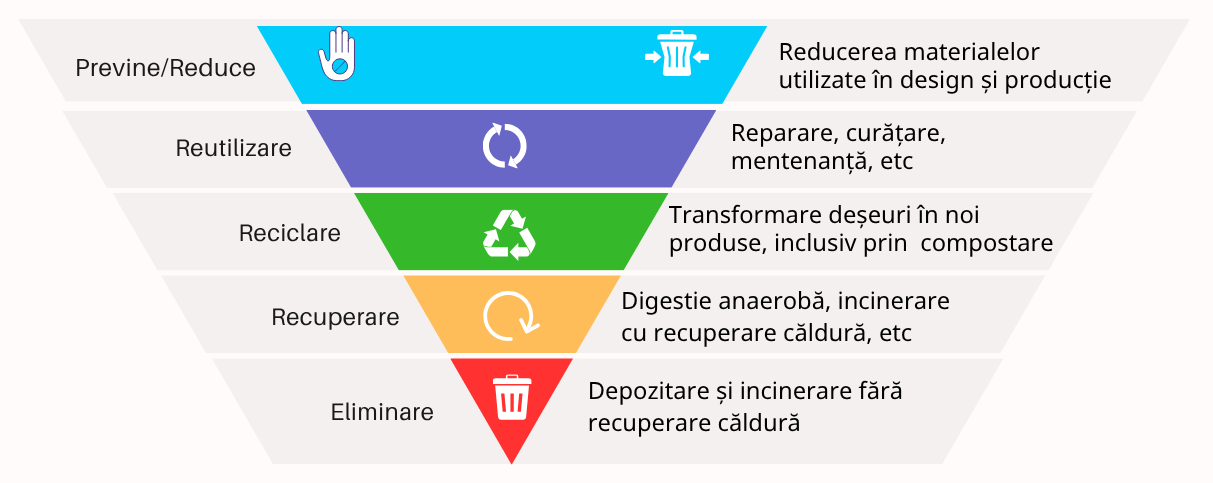 Previne/Reduce
Reducerea materialelor
utilizate în design și producție
Reutilizare
Reparare, curățare,
mentenanță, etc
Reciclare
Transformare deșeuri în noi
produse, inclusiv prin compostare
Recuperare
Digestie anaerobă, incinerare
cu recuperare căldură, etc
Eliminare
Depozitare și incinerare fără
recuperare căldură